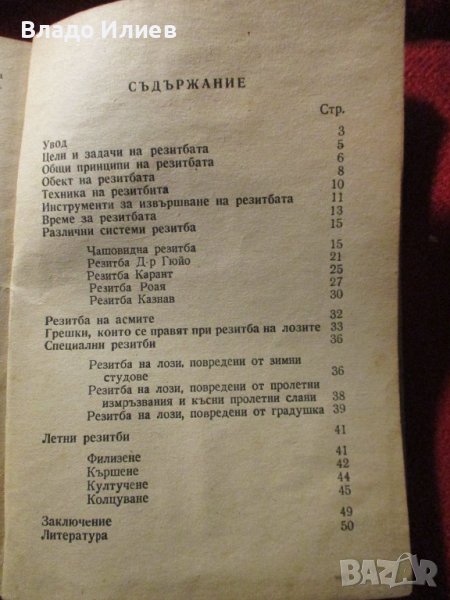 Владо Илиев
СЪДЪРЖАНИЕ
Стр.
Увод 3
Цели и задачи на резитбата 5
Общи принципи на резитбата 6
Обект на резитбата 8
Техника на резитбита 10
Инструменти за извършване на резитбата 11
Време за резитбата 13
Различни системи резитба 15
Чашовидна резитба 15
Резитба Д-р Гюйо 21
Резитба Карант 25
Резитба Роая 27
Резитба Казнав 30
Резитба на асмите 32
Грешки, които се правят при резитба на лозите 33
Специални резитби 36
Резитба на лози, повредени от зимни
студове 36
Резитба на лози, повредени от пролетни
измръзвания и късни пролетни слани 38
Резитба на лози, повредени от градушка 39
Летни резитби 41
Филизене 41
Кършене 42
Култучене 44
Колцуване 45
Заключение 49
Литература 50
BAZAR